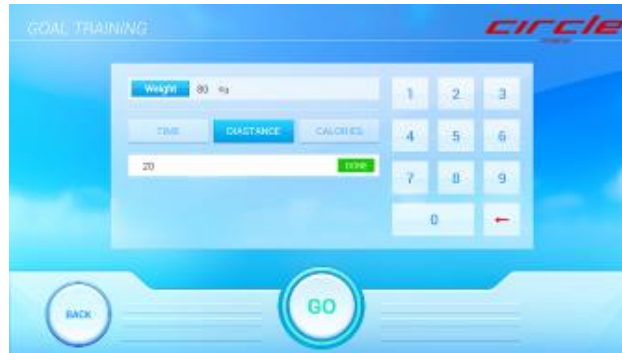 GOAL TRAINING
circle
Weight 80 Kg
TIME DIASTANCE CALORIES
20 DONE
1 2 3
4 5 6
7 8 9
0 ←
BACK
GO